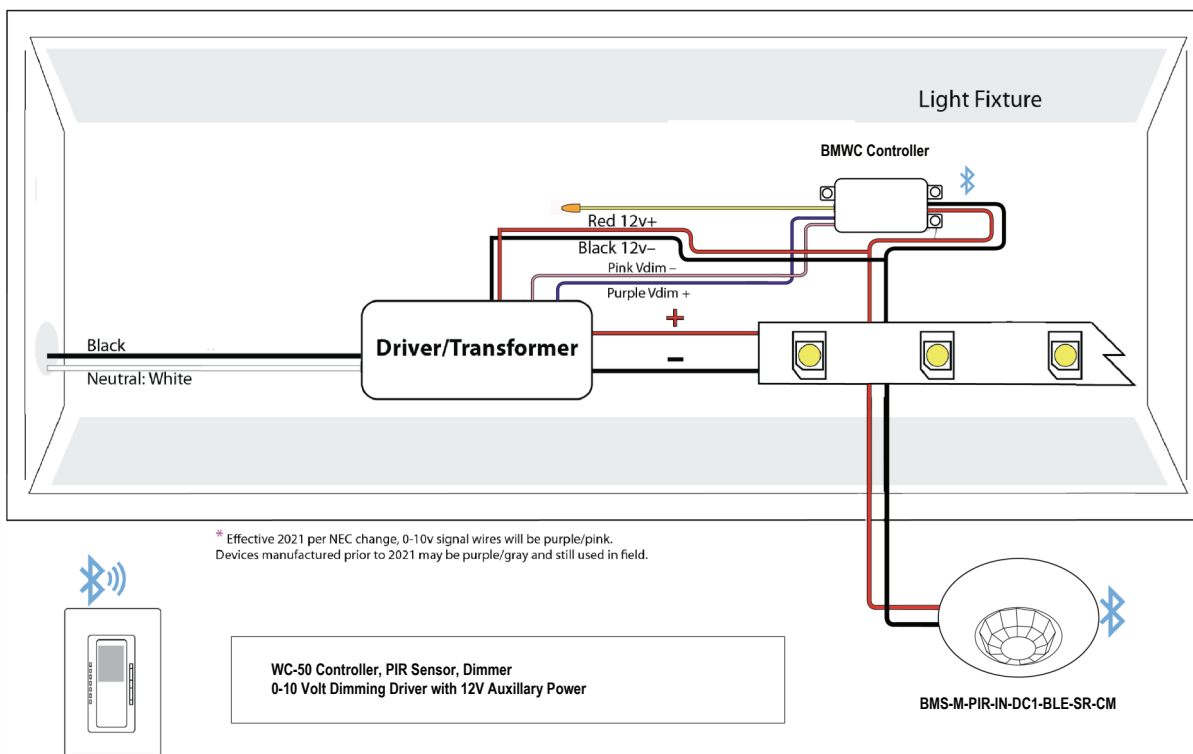 Light Fixture
BMWC Controller
Red 12v+
Black 12v–
Pink Vdim –
Purple Vdim +
+
–
Driver/Transformer
Black
Neutral: White
* Effective 2021 per NEC change, 0-10v signal wires will be purple/pink.
Devices manufactured prior to 2021 may be purple/gray and still used in field.
WC-50 Controller, PIR Sensor, Dimmer
0-10 Volt Dimming Driver with 12V Auxillary Power
BMS-M-PIR-IN-DC1-BLE-SR-CM